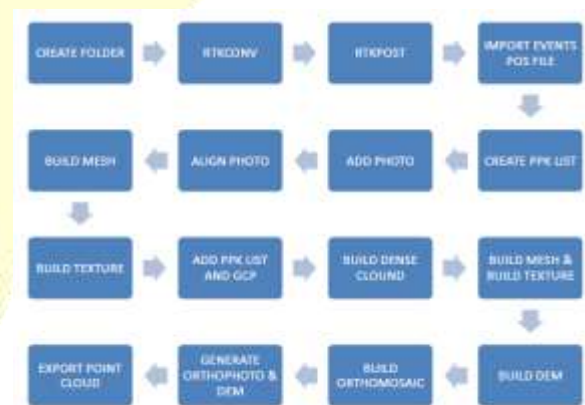 CREATE FOLDER
RTKCONV
RTKPOST
IMPORT EVENTS
POS FILE
CREATE PPK LIST
ADD PHOTO
ALIGN PHOTO
BUILD MESH
BUILD TEXTURE
ADD PPK LIST
AND GCP
BUILD DENSE
CLOUND
BUILD MESH &
BUILD TEXTURE
BUILD DEM
BUILD
ORTHOMOSAIC
GENERATE
ORTHOPHOTO &
DEM
EXPORT POINT
CLOUD